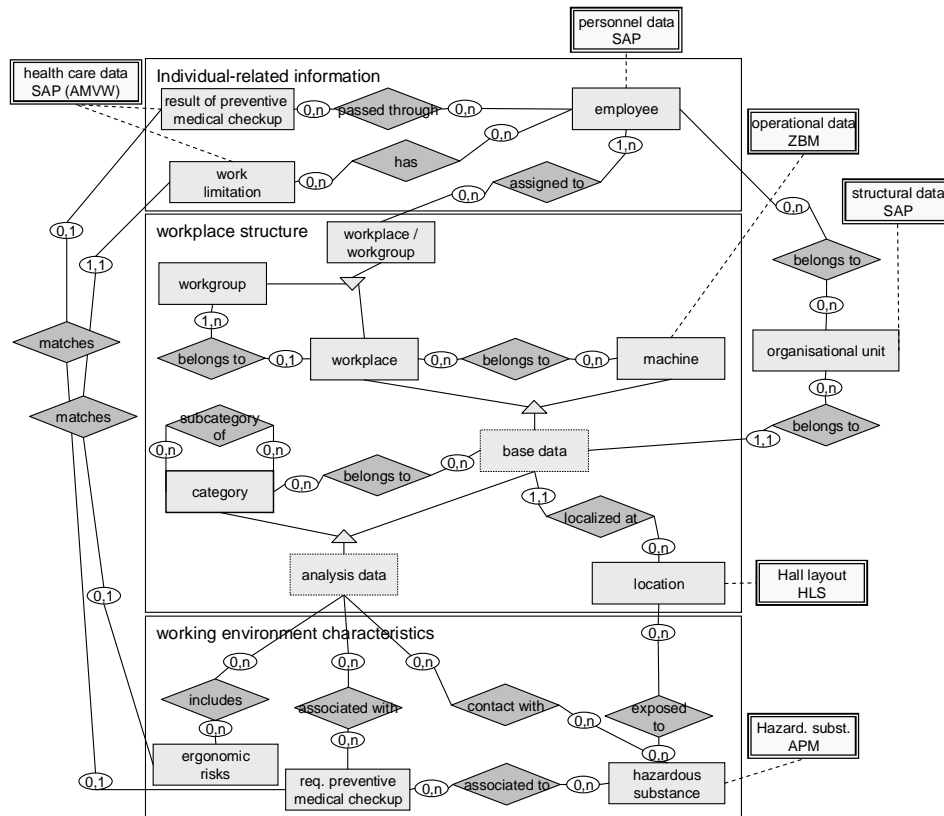 personnel data
SAP
health care data
SAP (AMVW)
Individual-related information
result of preventive
medical checkup
0,n
passed through
0,n
employee
operational data
ZBM
0,n
has
work
limitation
0,n
1,n
assigned to
0,n
structural data
SAP
0,n
workplace structure
workplace /
workgroup
0,1
1,1
belongs to
workgroup
1,n
0,n
matches
belongs to
0,1
workplace
0,n
belongs to
0,n
machine
organisational unit
0,n
matches
subcategory
of
0,n
0,n
base data
1,1
belongs to
belongs to
0,n
category
0,n
1,1
localized at
0,n
analysis data
location
Hall layout
HLS
0,1
working environment characteristics
0,n
0,n
0,n
0,n
includes
associated with
contact with
exposed
to
0,n
0,n
0,n
0,n
Hazard. subst.
APM
ergonomic
risks
0,1
req. preventive
medical checkup
0,n
associated to
0,n
hazardous
substance